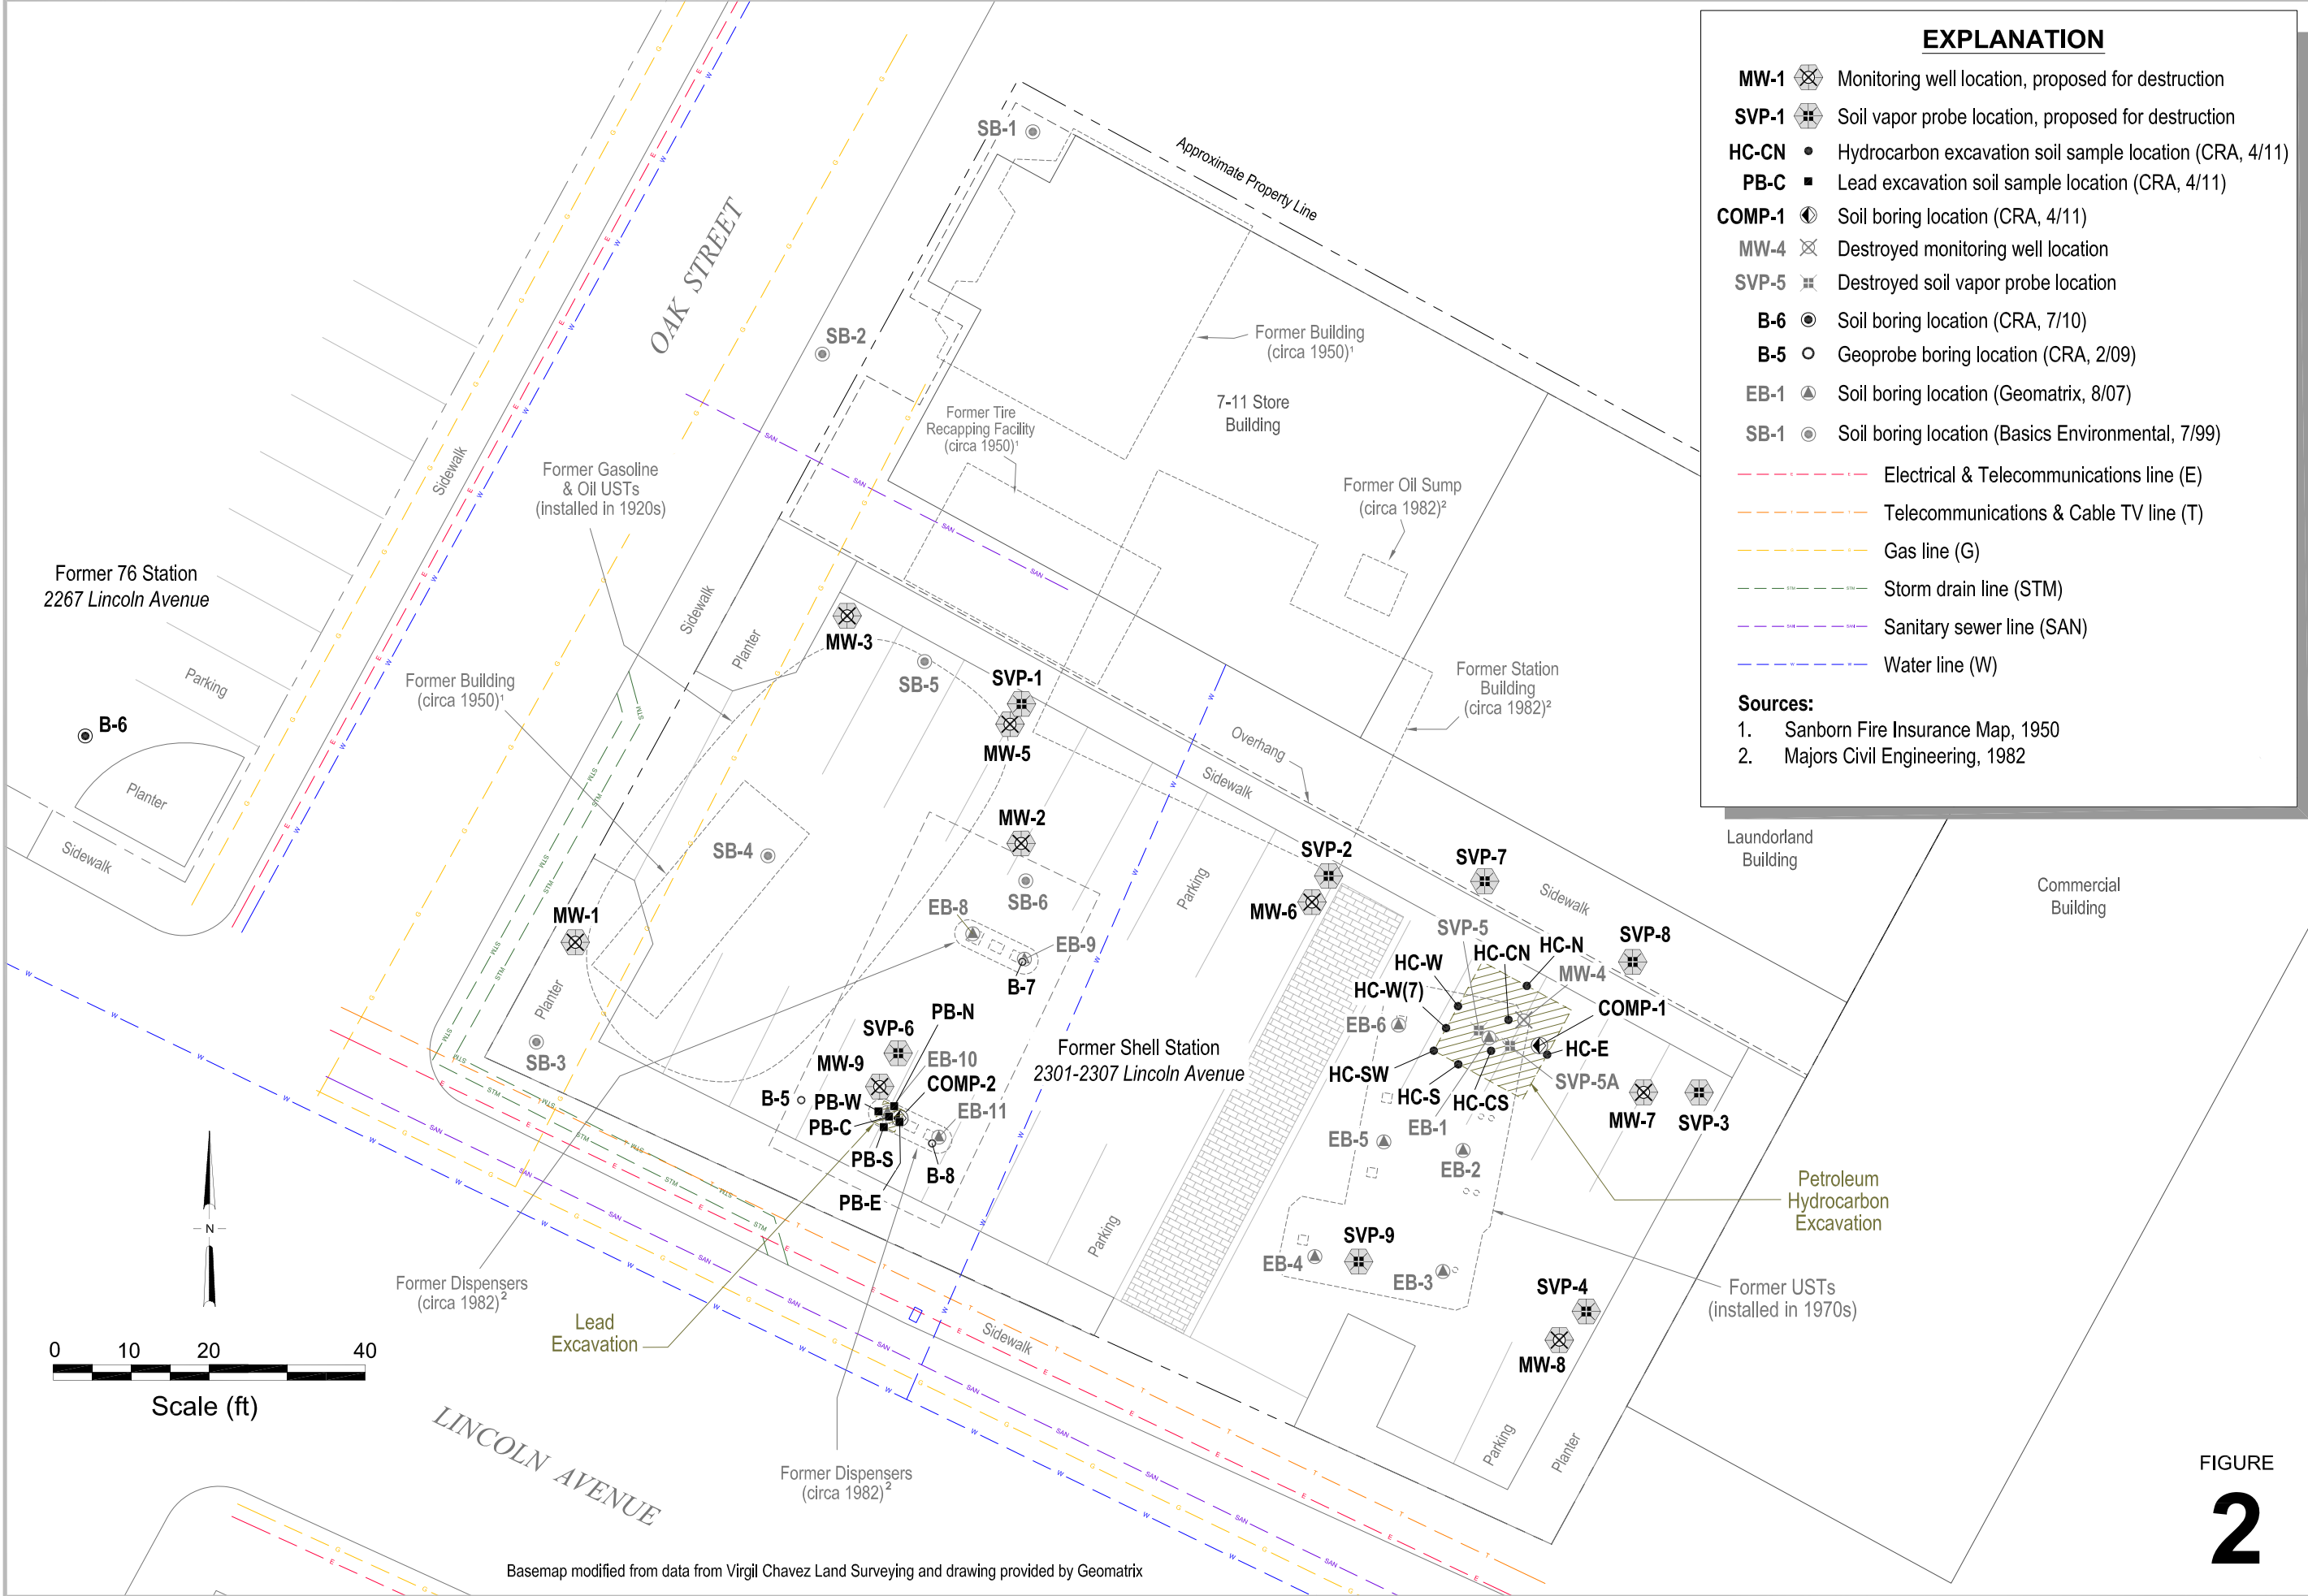 EXPLANATION
MW-1 Monitoring well location, proposed for destruction
SVP-1 Soil vapor probe location, proposed for destruction
HC-CN Hydrocarbon excavation soil sample location (CRA, 4/11)
PB-C Lead excavation soil sample location (CRA, 4/11)
COMP-1 Soil boring location (CRA, 4/11)
MW-4 Destroyed monitoring well location
SVP-5 Destroyed soil vapor probe location
B-6 Soil boring location (CRA, 7/10)
B-5 Geoprobe boring location (CRA, 2/09)
EB-1 Soil boring location (Geomatrix, 8/07)
SB-1 Soil boring location (Basics Environmental, 7/99)
Electrical & Telecommunications line (E)
Telecommunications & Cable TV line (T)
Gas line (G)
Storm drain line (STM)
Sanitary sewer line (SAN)
Water line (W)
Sources:
1. Sanborn Fire Insurance Map, 1950
2. Majors Civil Engineering, 1982
SB-1
Approximate Property Line
OAK STREET
SB-2
Former Building
(circa 1950)¹
7-11 Store
Building
Former Tire
Recapping Facility
(circa 1950)¹
Sidewalk
Former Gasoline
& Oil USTs
(installed in 1920s)
Former Oil Sump
(circa 1982)²
Former 76 Station
2267 Lincoln Avenue
Sidewalk
Planter
MW-3
SB-5
SVP-1
MW-5
Former Building
(circa 1950)¹
Former Station
Building
(circa 1982)²
Parking
B-6
Planter
Sidewalk
Overhang
Sidewalk
MW-2
SB-4
SB-6
Parking
SVP-2
MW-6
SVP-7
Sidewalk
Laundorland
Building
Commercial
Building
MW-1
EB-8
EB-9
B-7
Planter
SB-3
SVP-5
HC-CN
HC-N
SVP-8
HC-W
MW-4
HC-W(7)
COMP-1
EB-6
HC-E
HC-SW
SVP-5A
HC-S
HC-CS
EB-1
MW-7
SVP-3
PB-N
SVP-6
EB-10
MW-9
COMP-2
B-5
PB-W
EB-11
PB-C
PB-S
B-8
PB-E
Former Shell Station
2301-2307 Lincoln Avenue
EB-5
EB-2
Petroleum
Hydrocarbon
Excavation
Parking
SVP-9
EB-4
EB-3
SVP-4
MW-8
Former USTs
(installed in 1970s)
Former Dispensers
(circa 1982)²
Lead
Excavation
Sidewalk
N
0 10 20 40
Scale (ft)
LINCOLN AVENUE
Former Dispensers
(circa 1982)²
Parking
Planter
Basemap modified from data from Virgil Chavez Land Surveying and drawing provided by Geomatrix
FIGURE
2